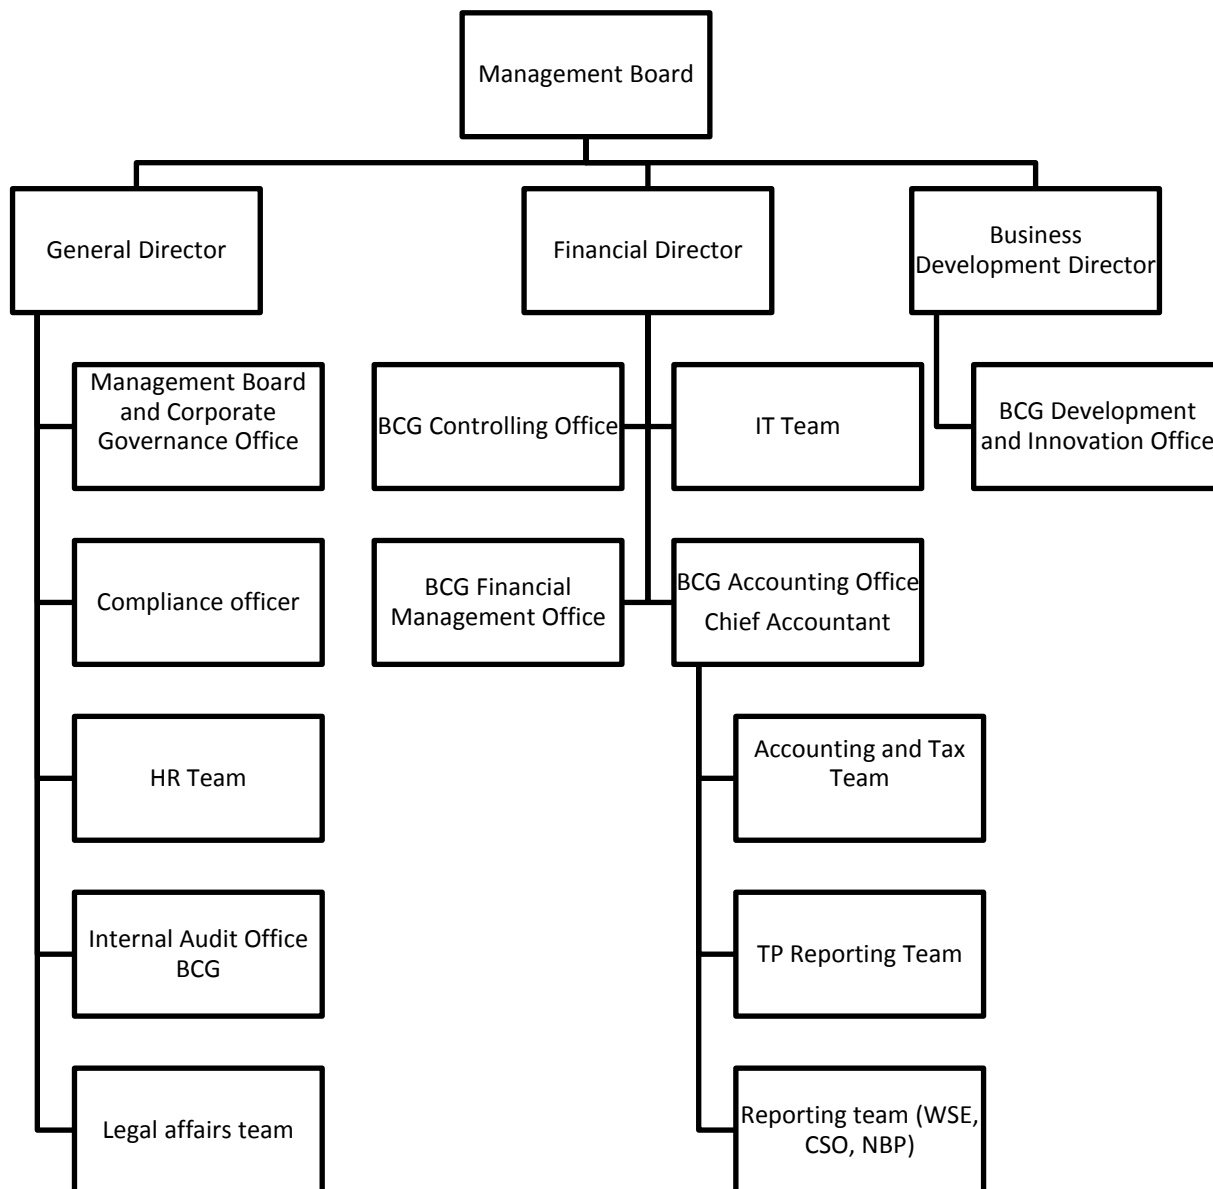 Management Board
General Director
Financial Director
Business
Development Director
Management Board
and Corporate
Governance Office
BCG Controlling Office
IT Team
BCG Development
and Innovation Office
Compliance officer
BCG Financial
Management Office
BCG Accounting Office
Chief Accountant
HR Team
Accounting and Tax
Team
Internal Audit Office
BCG
TP Reporting Team
Legal affairs team
Reporting team (WSE,
CSO, NBP)